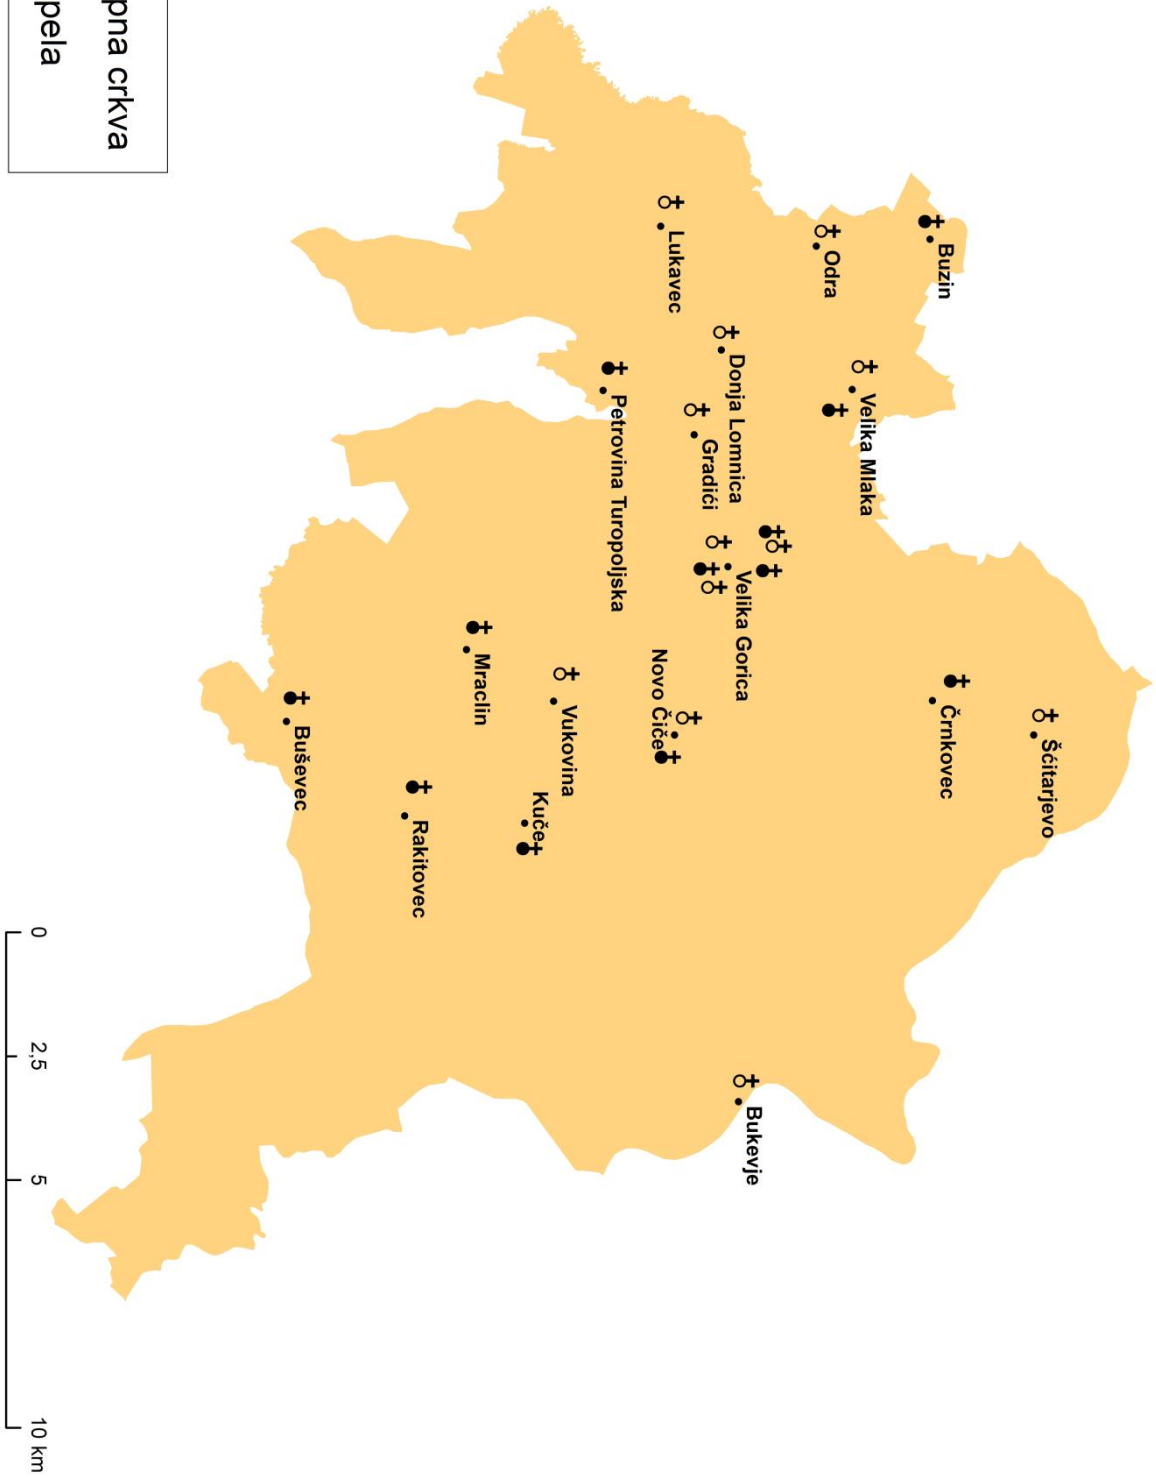 Šćitarjevo
Črnkovec
Buzin
Velika Mlaka
Odra
Bukevje
Velika Gorica
Donja Lomnica
Gradići
Lukavec
Novo Čiče
Petrovina Turopoljska
Vukovina
Kuče
Mraclin
Rakitovec
Buševec
pna crkva
pela
0 2,5 5 10 km